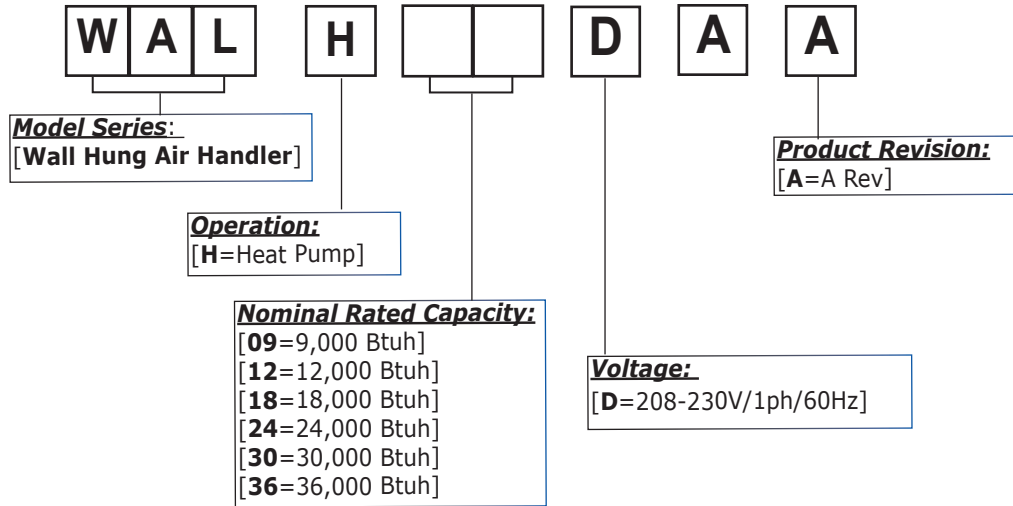 W A L H D A A
Model Series:
[Wall Hung Air Handler]
Product Revision:
[A=A Rev]
Operation:
[H=Heat Pump]
Nominal Rated Capacity:
[09=9,000 Btuh]
[12=12,000 Btuh]
[18=18,000 Btuh]
[24=24,000 Btuh]
[30=30,000 Btuh]
[36=36,000 Btuh]
Voltage:
[D=208-230V/1ph/60Hz]